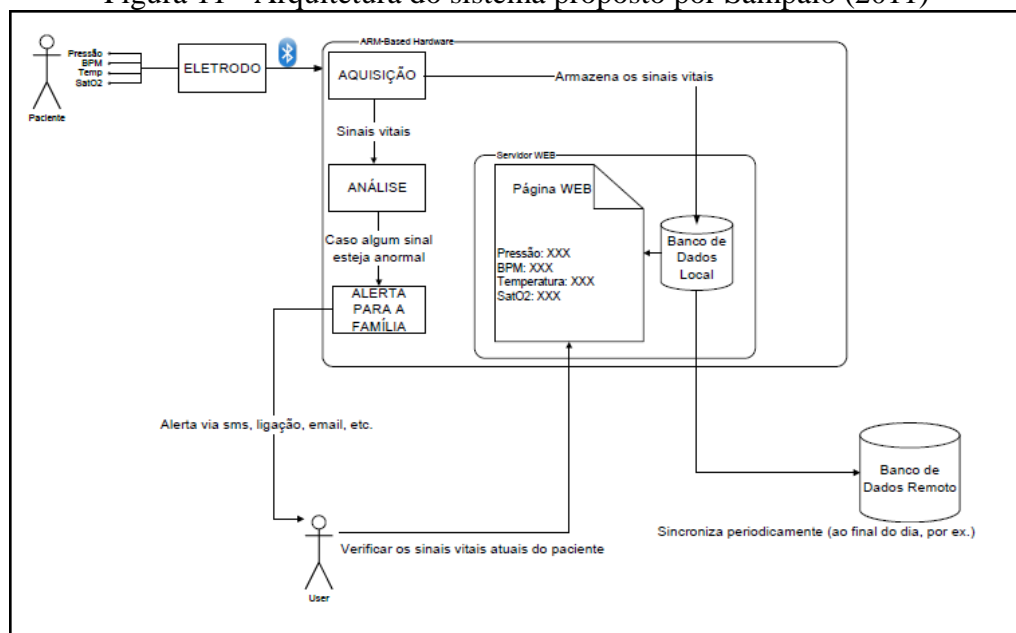 Figura 11 - Arquitetura do sistema proposto por Sampaio (2011)
ARM-Based Hardware
Pressão
BPM
Temp
SatO2
Paciente
ELETRODO
AQUISIÇÃO
Armazena os sinais vitais
Sinais vitais
Servidor WEB
ANÁLISE
Página WEB
Caso algum sinal
esteja anormal
Banco de
Dados
Local
Pressão: XXX
BPM: XXX
Temperatura: XXX
SatO2: XXX
ALERTA
PARA A
FAMÍLIA
Alerta via sms, ligação, email, etc.
Banco de
Dados Remoto
Sincroniza periodicamente (ao final do dia, por ex.)
Verificar os sinais vitais atuais do paciente
User